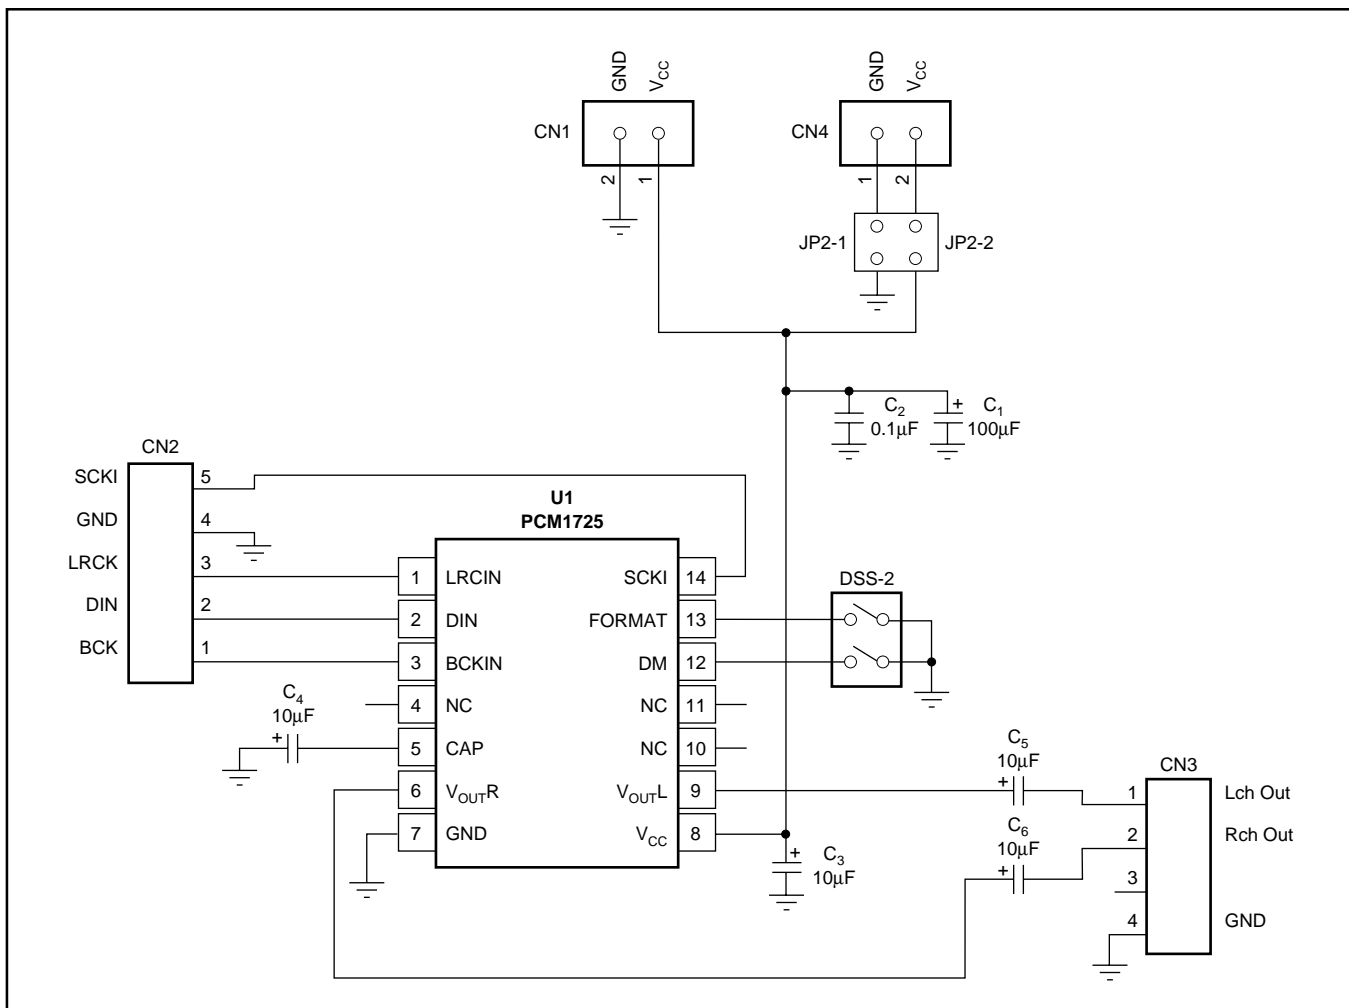 GND
VCC
CN1
2
1
GND
VCC
CN4
1
2
JP2-1
JP2-2
C2
0.1µF
+
C1
100µF
CN2
SCKI
5
GND
4
LRCK
3
DIN
2
BCK
1
U1
PCM1725
1
LRCIN
2
DIN
3
BCKIN
4
NC
5
CAP
6
VOUTR
7
GND
SCKI
14
FORMAT
13
DM
12
NC
11
NC
10
VOUTL
9
VCC
8
DSS-2
C4
10µF
+
+
C3
10µF
C5
10µF
+
C6
10µF
+
CN3
1
Lch Out
2
Rch Out
3
4
GND